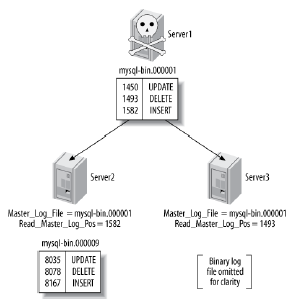 Server1
mysql-bin.000001
1450 UPDATE
1493 DELETE
1582 INSERT
Server2
Server3
Master_Log_File = mysql-bin.000001
Read_Master_Log_Pos = 1582
Master_Log_File = mysql-bin.000001
Read_Master_Log_Pos = 1493
mysql-bin.000009
8035 UPDATE
8078 DELETE
8167 INSERT
Binary log
file omitted
for clarity